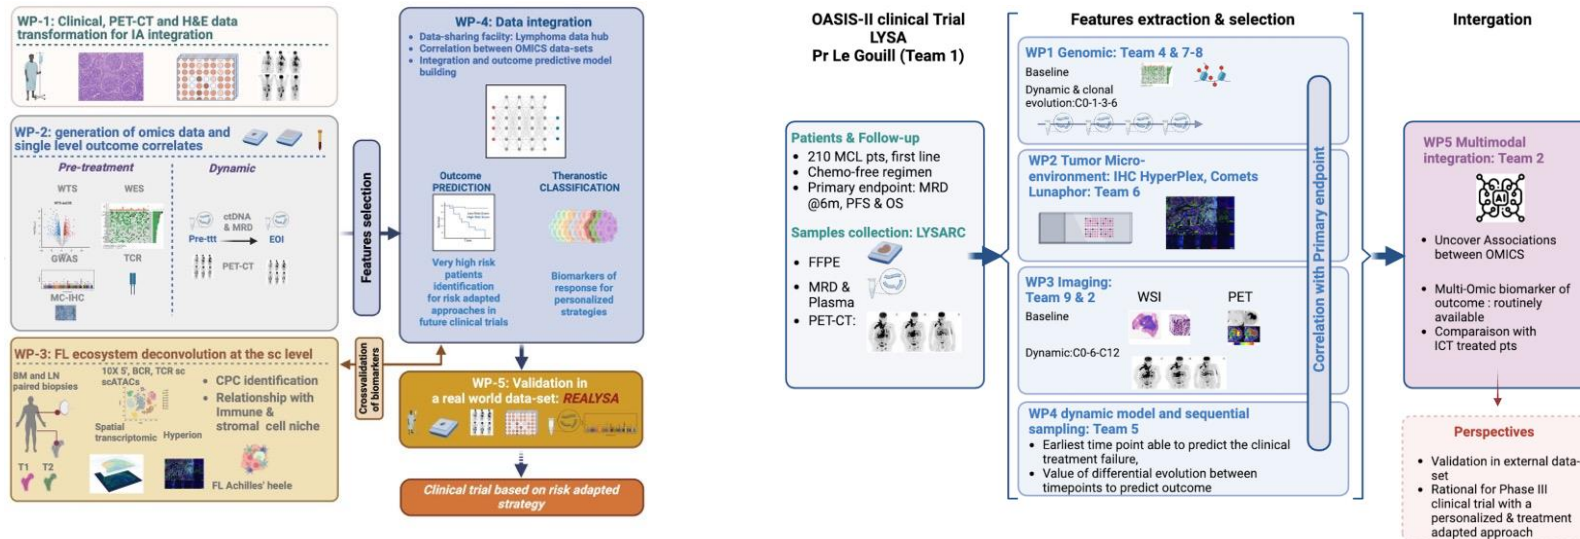 WP-1: Clinical, PET-CT and H&E data
transformation for IA integration
WP-2: generation of omics data and
single level outcome correlates
Pre-treatment
Dynamic
WTS
WES
GWAS
TCR
MC-IHC
ctDNA
& MRD
Pre-ttt
EOI
PET-CT
WP-3: FL ecosystem deconvolution at the sc level
BM and LN
paired biopsies
10X 5', BCR, TCR sc
scATACs
Spatial
transcriptomic
Hyperion
T1
T2
• CPC identification
• Relationship with
Immune &
stromal cell niche
FL Achilles' heele
Features selection
Crossvalidation
of biomarkers
WP-4: Data integration
• Data-sharing faciity: Lymphoma data hub
• Correlation between OMICS data-sets
• Integration and outcome predictive model
building
Outcome
PREDICTION
Theranostic
CLASSIFICATION
Very high risk
patients
identification
for risk adapted
approaches in
future clinical trials
Biomarkers of
response for
personalized
strategies
WP-5: Validation in
a real world data-set: REALYSA
Clinical trial based on risk adapted
strategy
OASIS-II clinical Trial
LYSA
Pr Le Gouill (Team 1)
Patients & Follow-up
• 210 MCL pts, first line
• Chemo-free regimen
• Primary endpoint: MRD
@6m, PFS & OS
Samples collection: LYSARC
• FFPE
• MRD &
Plasma
• PET-CT:
Features extraction & selection
WP1 Genomic: Team 4 & 7-8
Baseline
Dynamic & clonal
evolution:C0-1-3-6
WP2 Tumor Micro-
environment: IHC HyperPlex, Comets
Lunaphor: Team 6
WP3 Imaging:
Team 9 & 2
WSI
PET
Baseline
Dynamic:C0-6-C12
WP4 dynamic model and sequential
sampling: Team 5
• Earliest time point able to predict the clinical
treatment failure,
• Value of differential evolution between
timepoints to predict outcome
Correlation with Primary endpoint
Intergation
WP5 Multimodal
integration: Team 2
AI
• Uncover Associations
between OMICS
• Multi-Omic biomarker of
outcome : routinely
available
• Comparaison with
ICT treated pts
Perspectives
• Validation in external data-
set
• Rational for Phase III
clinical trial with a
personalized & treatment
adapted approach